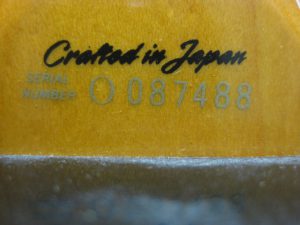 Crafted in Japan
SERIAL
NUMBER O 087488